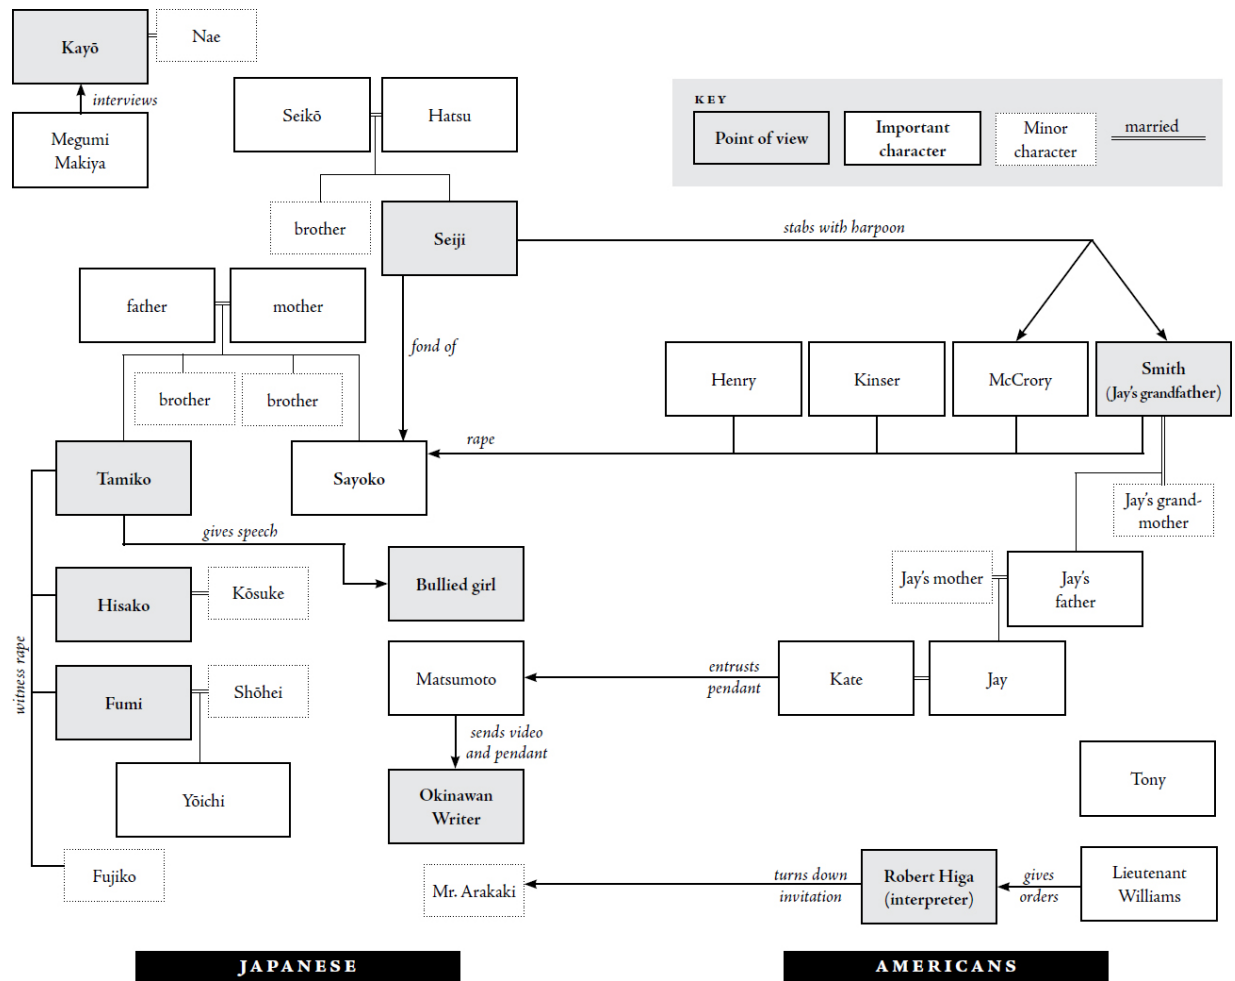 Kayō
Nae
interviews
Megumi
Makiya
Seikō
Hatsu
KEY
Point of view
Important
character
Minor
character
married
brother
Seiji
stabs with harpoon
father
mother
fond of
brother
brother
Henry
Kinser
McCrory
Smith
(Jay's grandfather)
rape
Tamiko
Sayoko
Jay's grand-
mother
gives speech
Bullied girl
Jay's mother
Jay's
father
Hisako
Kōsuke
witness rape
Fumi
Shōhei
Matsumoto
entrusts
pendant
Kate
Jay
sends video
and pendant
Yōichi
Okinawan
Writer
Tony
Fujiko
Mr. Arakaki
turns down
invitation
Robert Higa
(interpreter)
gives
orders
Lieutenant
Williams
JAPANESE
AMERICANS